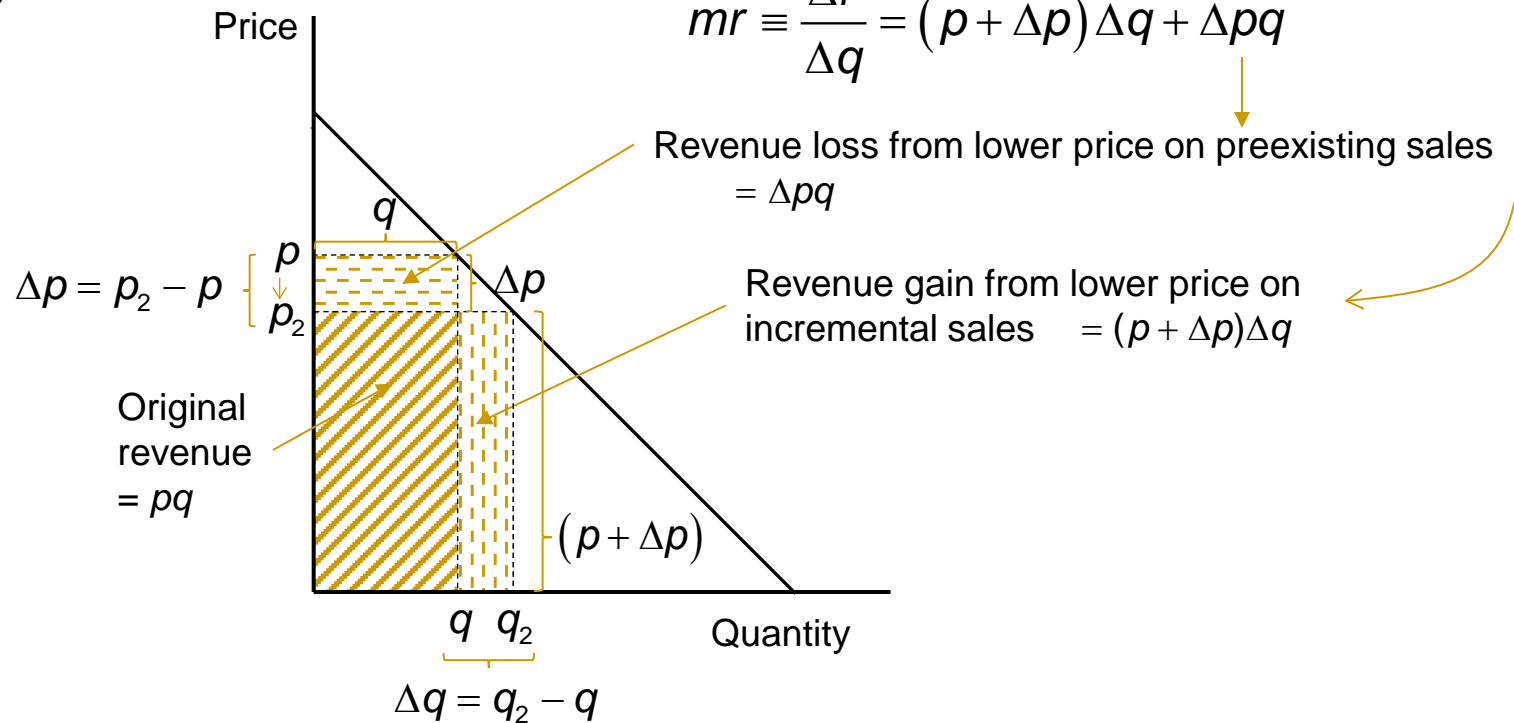 Price
mr ≡ Δr/Δq = (p + Δp)Δq + Δpq
Revenue loss from lower price on preexisting sales
= Δpq
q
p
Δp = p₂ − p
p₂
Δp
Revenue gain from lower price on
incremental sales = (p + Δp)Δq
Original
revenue
= pq
(p + Δp)
q q₂
Quantity
Δq = q₂ − q